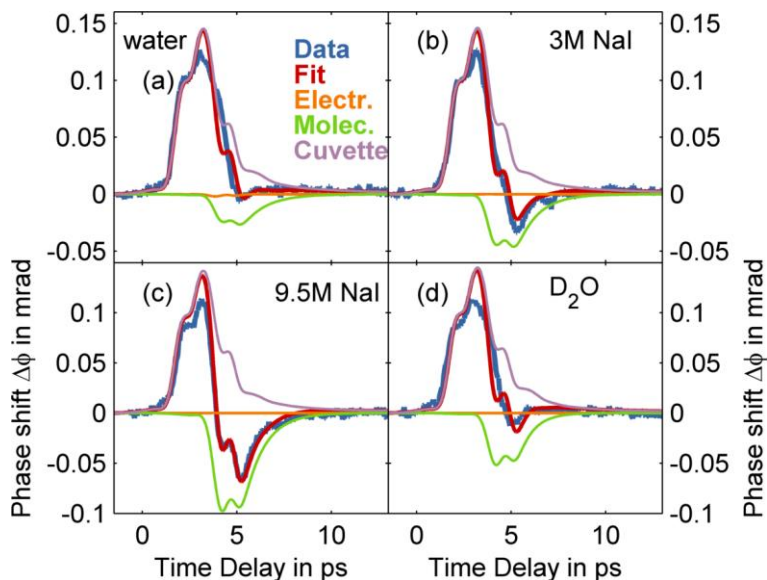 0.15
0.1
0.05
0
-0.05
water
(a)
Data
Fit
Electr.
Molec.
Cuvette
(b)
3M NaI
0.15
0.1
0.05
0
-0.05
(c)
9.5M NaI
(d)
D₂O
0.1
0.05
0
-0.05
-0.1
0.1
0.05
0
-0.05
-0.1
Phase shift Δϕ in mrad
Phase shift Δϕ in mrad
0 5 10
0 5 10
Time Delay in ps
Time Delay in ps